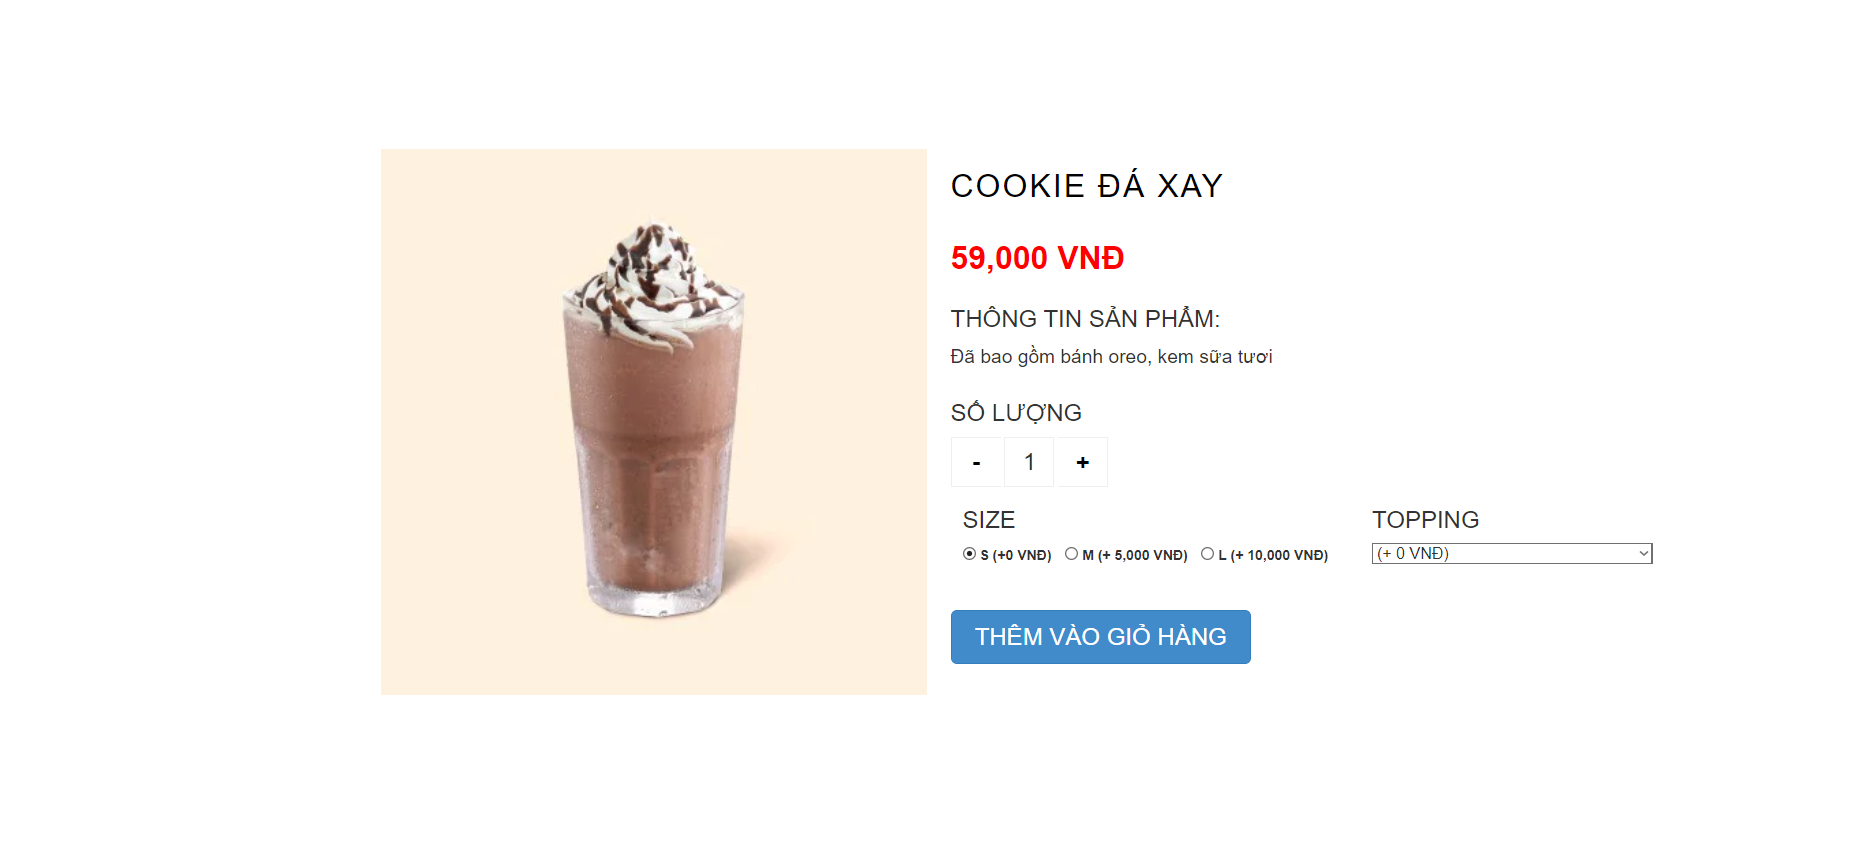 COOKIE ĐÁ XAY
59,000 VNĐ
THÔNG TIN SẢN PHẨM:
Đã bao gồm bánh oreo, kem sữa tươi
SỐ LƯỢNG
- 1 +
SIZE
S (+0 VNĐ) M (+ 5,000 VNĐ) L (+ 10,000 VNĐ)
TOPPING
(+ 0 VNĐ)
THÊM VÀO GIỎ HÀNG